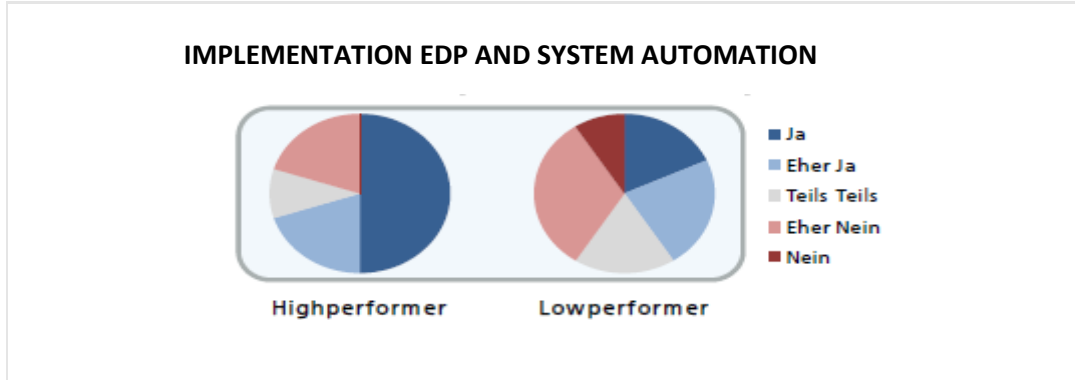 IMPLEMENTATION EDP AND SYSTEM AUTOMATION
Ja
Eher Ja
Teils Teils
Eher Nein
Nein
Highperformer
Lowperformer